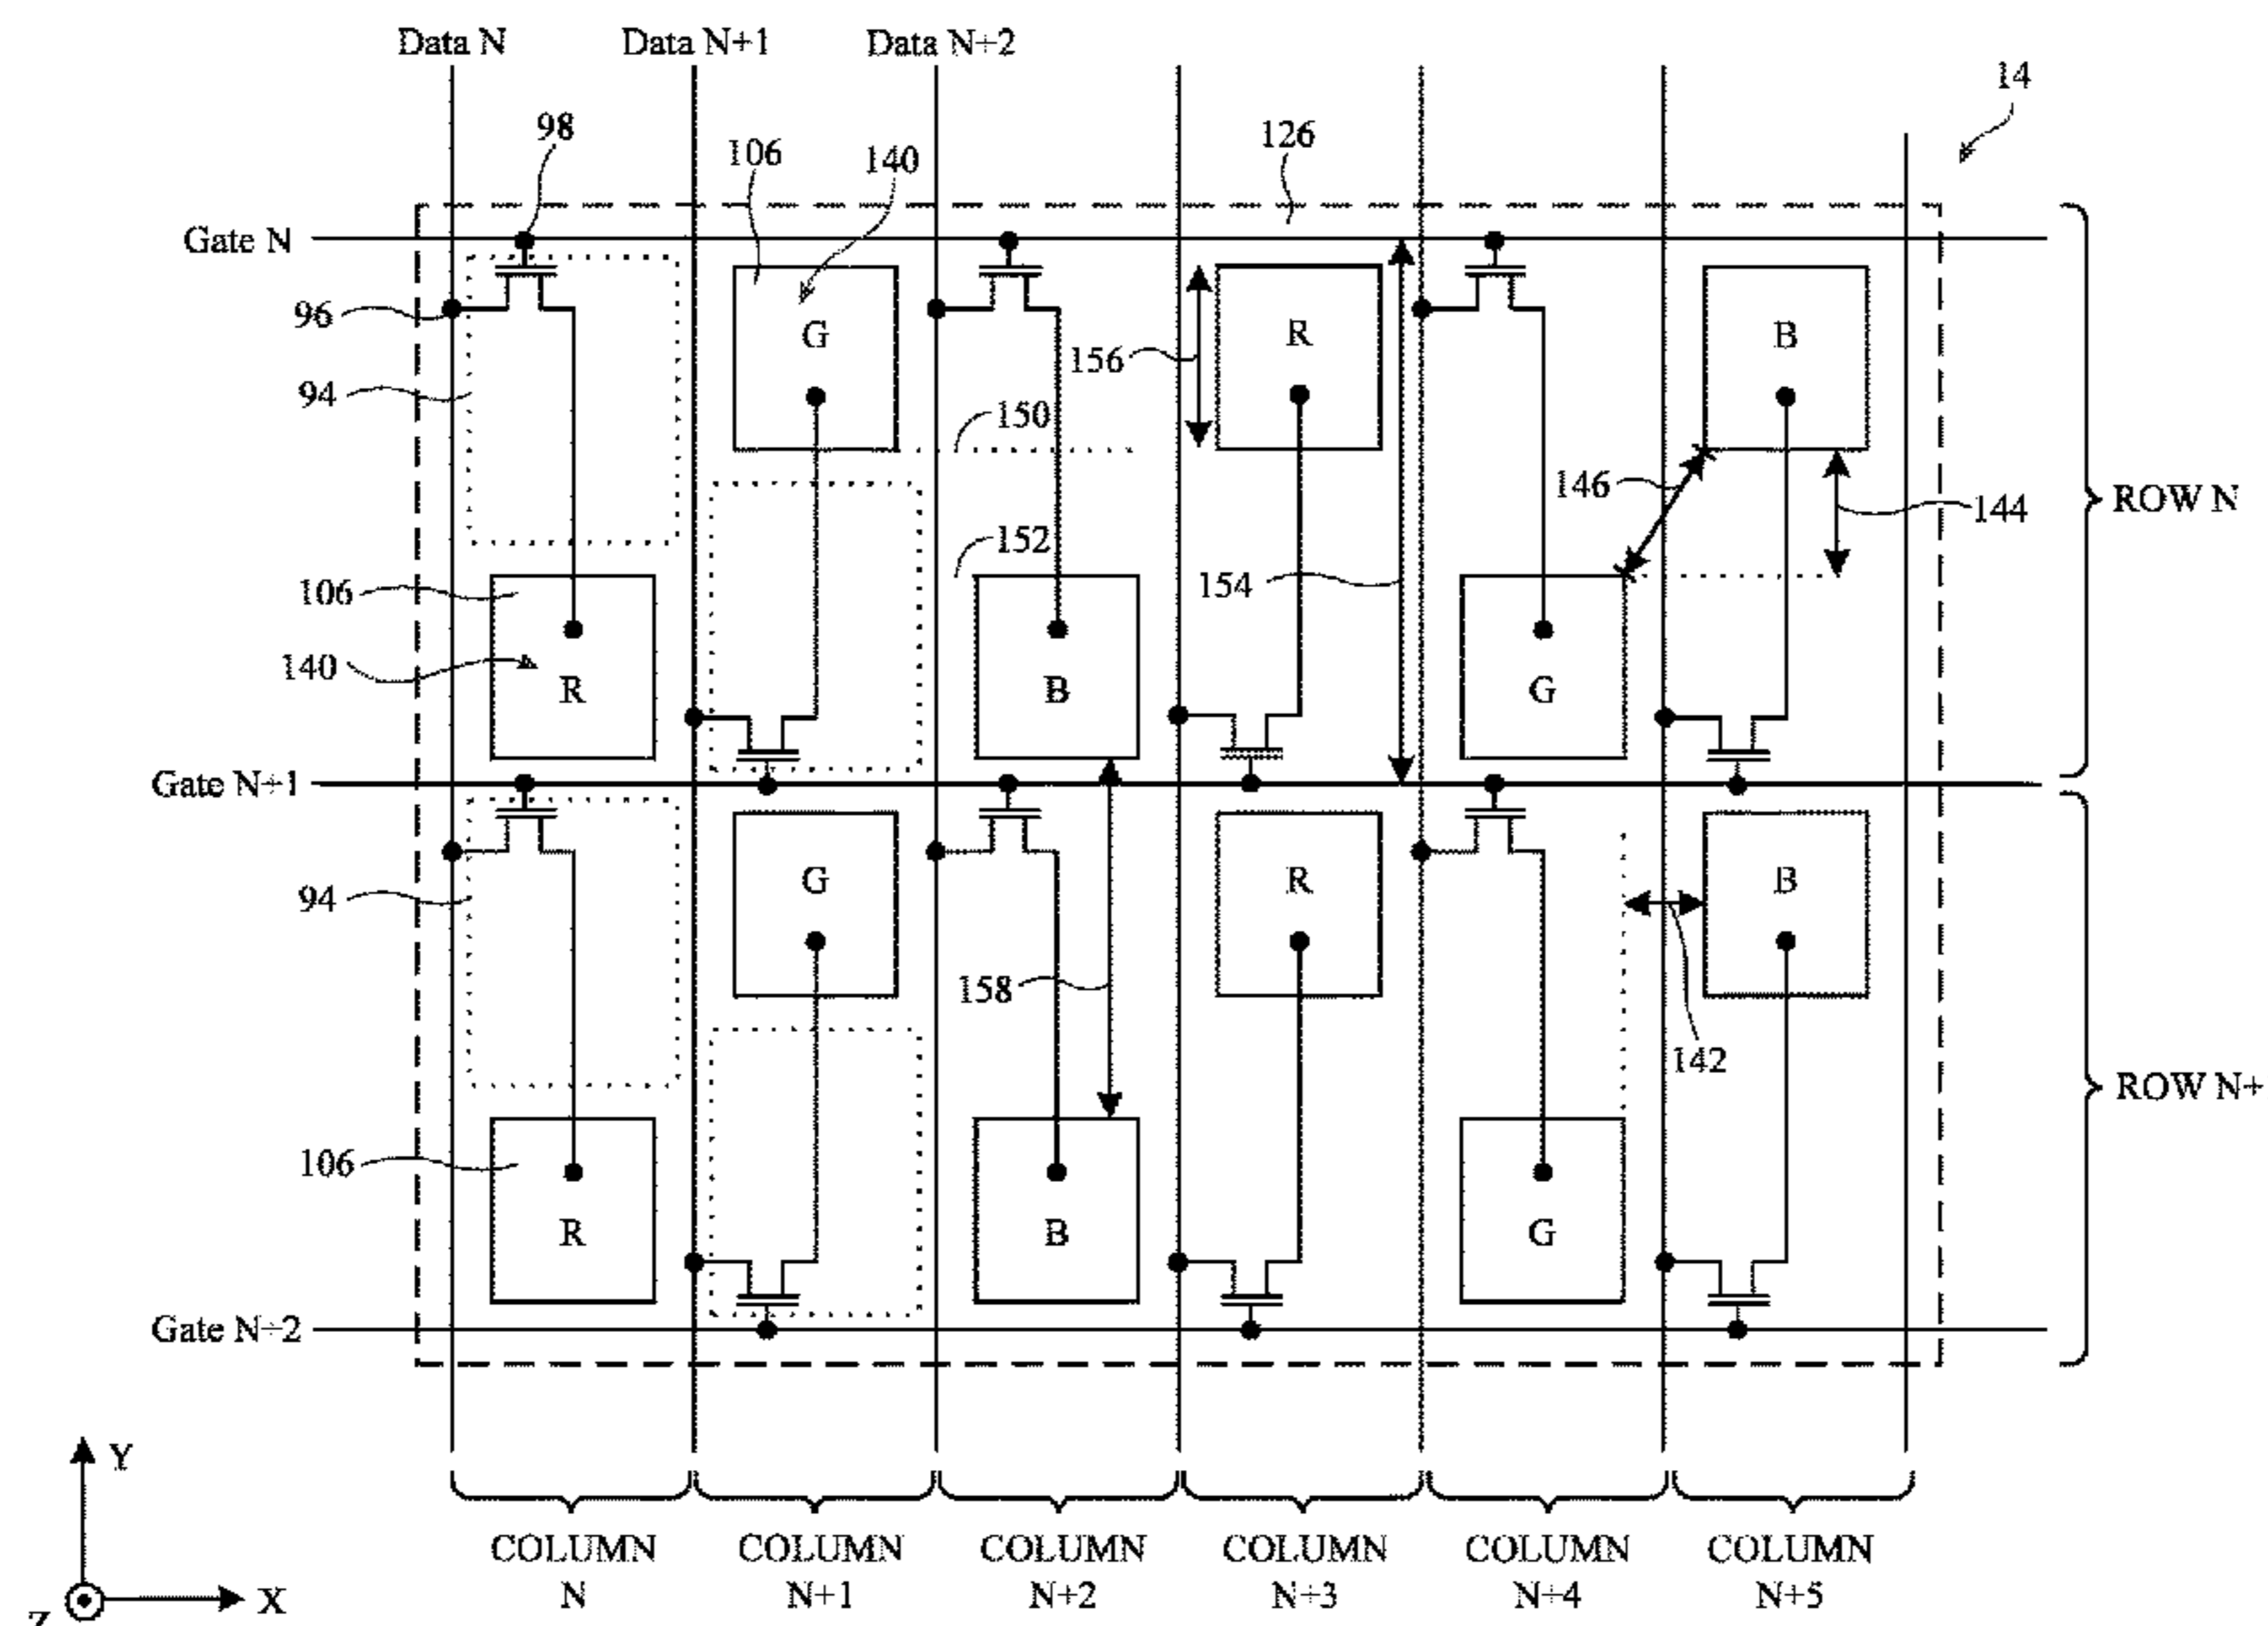 Data N
Data N+1
Data N+2
14
98
106
140
126
Gate N
96
G
R
B
156
94
150
146
144
ROW N
152
154
106
140
R
B
G
Gate N+1
G
R
B
94
158
142
ROW N+
106
R
B
G
Gate N+2
Y
X
Z
COLUMN
N
COLUMN
N+1
COLUMN
N+2
COLUMN
N+3
COLUMN
N+4
COLUMN
N+5